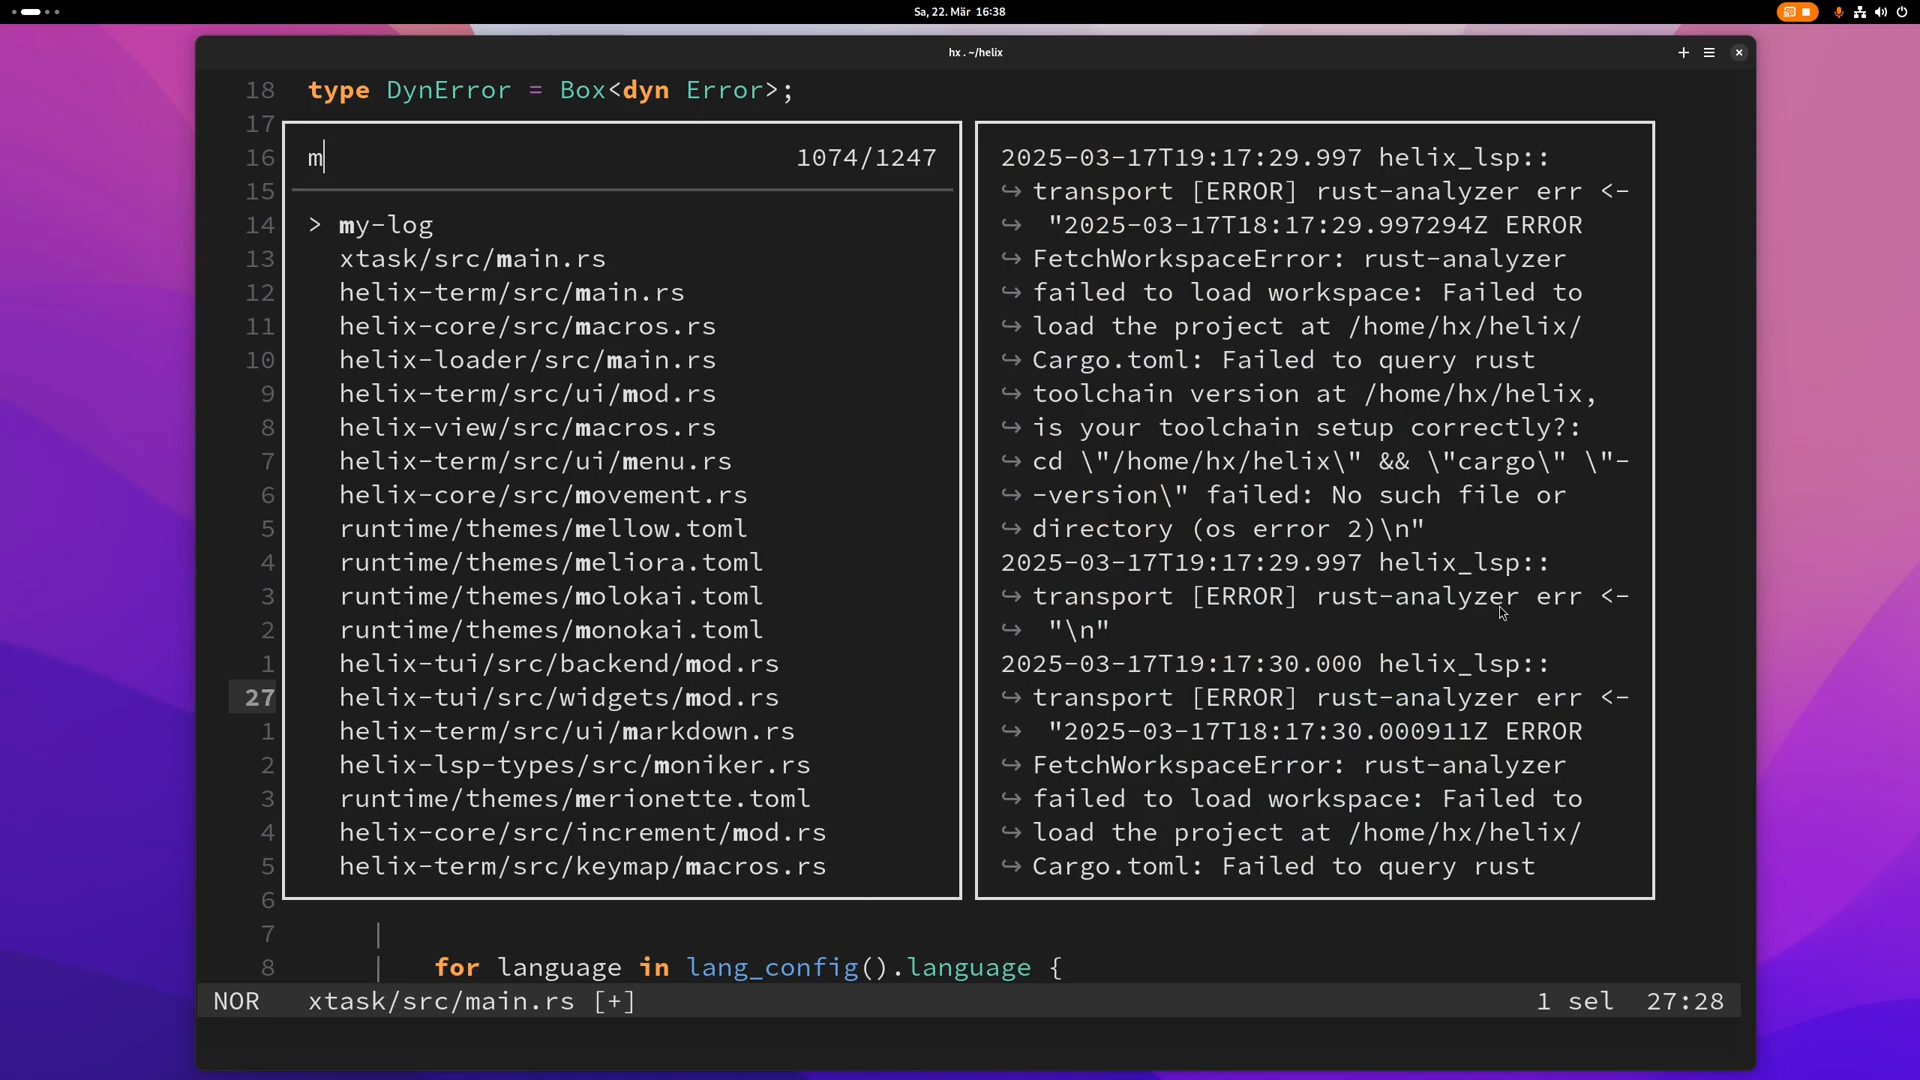 Sa, 22. Mär 16:38
hx . ~/helix
18 type DynError = Box<dyn Error>;
17
16
15
14
13
12
11
10
9
8
7
6
5
4
3
2
1
27
1
2
3
4
5
6
7
8 for language in lang_config().language {
m 1074/1247
> my-log
xtask/src/main.rs
helix-term/src/main.rs
helix-core/src/macros.rs
helix-loader/src/main.rs
helix-term/src/ui/mod.rs
helix-view/src/macros.rs
helix-term/src/ui/menu.rs
helix-core/src/movement.rs
runtime/themes/mellow.toml
runtime/themes/meliora.toml
runtime/themes/molokai.toml
runtime/themes/monokai.toml
helix-tui/src/backend/mod.rs
helix-tui/src/widgets/mod.rs
helix-term/src/ui/markdown.rs
helix-lsp-types/src/moniker.rs
runtime/themes/merionette.toml
helix-core/src/increment/mod.rs
helix-term/src/keymap/macros.rs
2025-03-17T19:17:29.997 helix_lsp::
↪ transport [ERROR] rust-analyzer err <-
↪ "2025-03-17T18:17:29.997294Z ERROR
↪ FetchWorkspaceError: rust-analyzer
↪ failed to load workspace: Failed to
↪ load the project at /home/hx/helix/
↪ Cargo.toml: Failed to query rust
↪ toolchain version at /home/hx/helix,
↪ is your toolchain setup correctly?:
↪ cd \"/home/hx/helix\" && \"cargo\" \"-
↪ -version\" failed: No such file or
↪ directory (os error 2)\n"
2025-03-17T19:17:29.997 helix_lsp::
↪ transport [ERROR] rust-analyzer err <-
↪ "\n"
2025-03-17T19:17:30.000 helix_lsp::
↪ transport [ERROR] rust-analyzer err <-
↪ "2025-03-17T18:17:30.000911Z ERROR
↪ FetchWorkspaceError: rust-analyzer
↪ failed to load workspace: Failed to
↪ load the project at /home/hx/helix/
↪ Cargo.toml: Failed to query rust
NOR xtask/src/main.rs [+] 1 sel 27:28